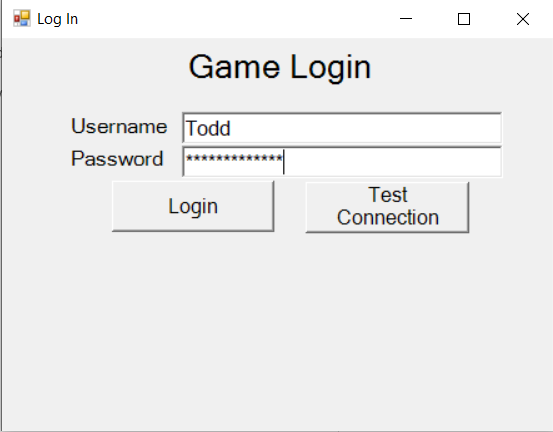 Log In
Game Login
Username Todd
Password *************
Login Test
Connection